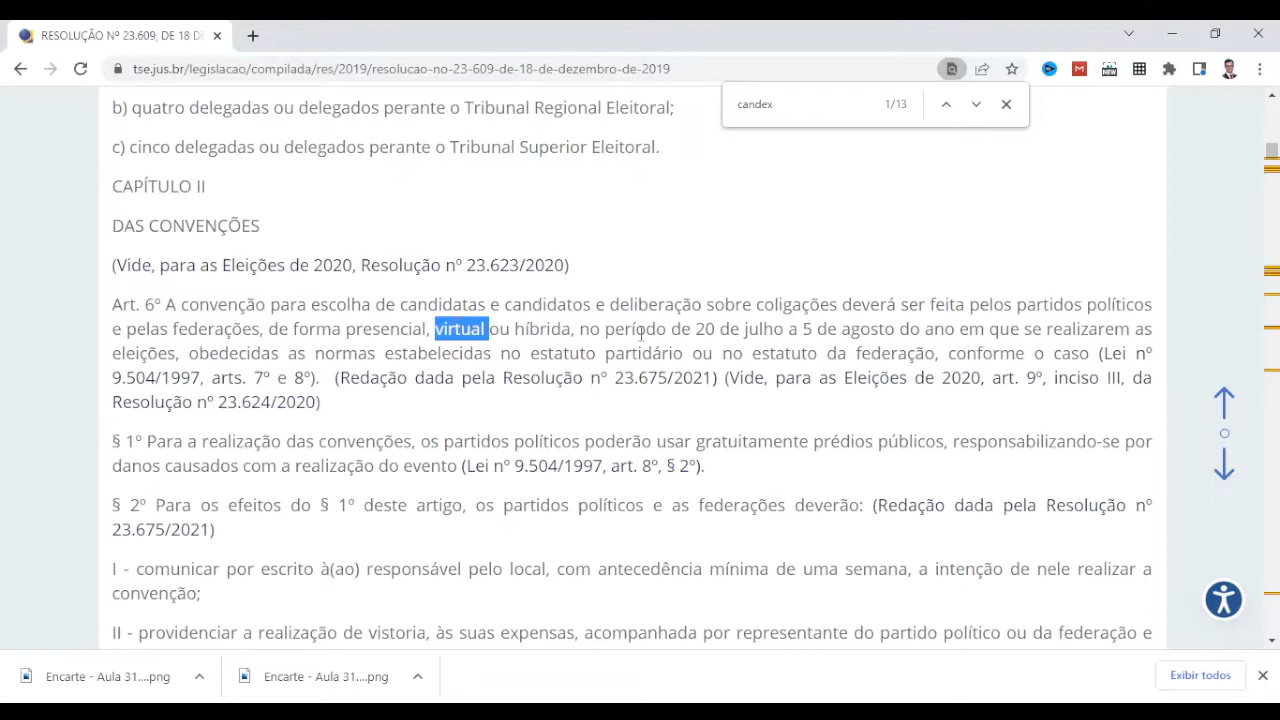 RESOLUÇÃO Nº 23.609, DE 18 DE
tse.jus.br/legislacao/compilada/res/2019/resolucao-no-23-609-de-18-de-dezembro-de-2019
candex 1/13
b) quatro delegadas ou delegados perante o Tribunal Regional Eleitoral;
c) cinco delegadas ou delegados perante o Tribunal Superior Eleitoral.
CAPÍTULO II
DAS CONVENÇÕES
(Vide, para as Eleições de 2020, Resolução nº 23.623/2020)
Art. 6º A convenção para escolha de candidatas e candidatos e deliberação sobre coligações deverá ser feita pelos partidos políticos
e pelas federações, de forma presencial, virtual ou híbrida, no período de 20 de julho a 5 de agosto do ano em que se realizarem as
eleições, obedecidas as normas estabelecidas no estatuto partidário ou no estatuto da federação, conforme o caso (Lei nº
9.504/1997, arts. 7º e 8º). (Redação dada pela Resolução nº 23.675/2021) (Vide, para as Eleições de 2020, art. 9º, inciso III, da
Resolução nº 23.624/2020)
§ 1º Para a realização das convenções, os partidos políticos poderão usar gratuitamente prédios públicos, responsabilizando-se por
danos causados com a realização do evento (Lei nº 9.504/1997, art. 8º, § 2º).
§ 2º Para os efeitos do § 1º deste artigo, os partidos políticos e as federações deverão: (Redação dada pela Resolução nº
23.675/2021)
I - comunicar por escrito à(ao) responsável pelo local, com antecedência mínima de uma semana, a intenção de nele realizar a
convenção;
II - providenciar a realização de vistoria, às suas expensas, acompanhada por representante do partido político ou da federação e
Encarte - Aula 31....png
Encarte - Aula 31....png
Exibir todos